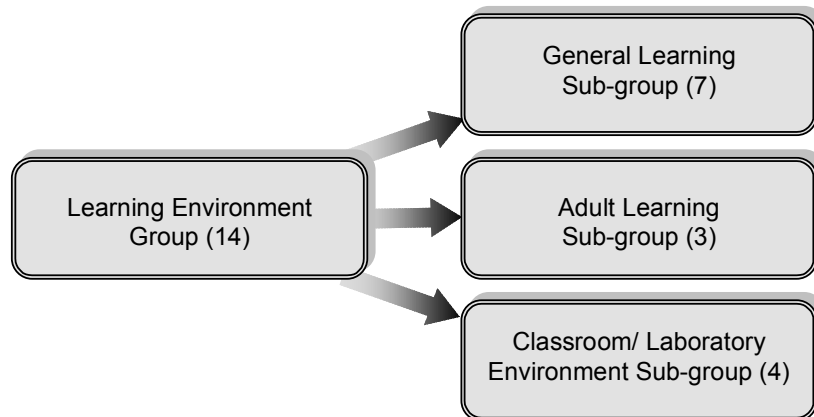 General Learning
Sub-group (7)
Learning Environment
Group (14)
Adult Learning
Sub-group (3)
Classroom/ Laboratory
Environment Sub-group (4)